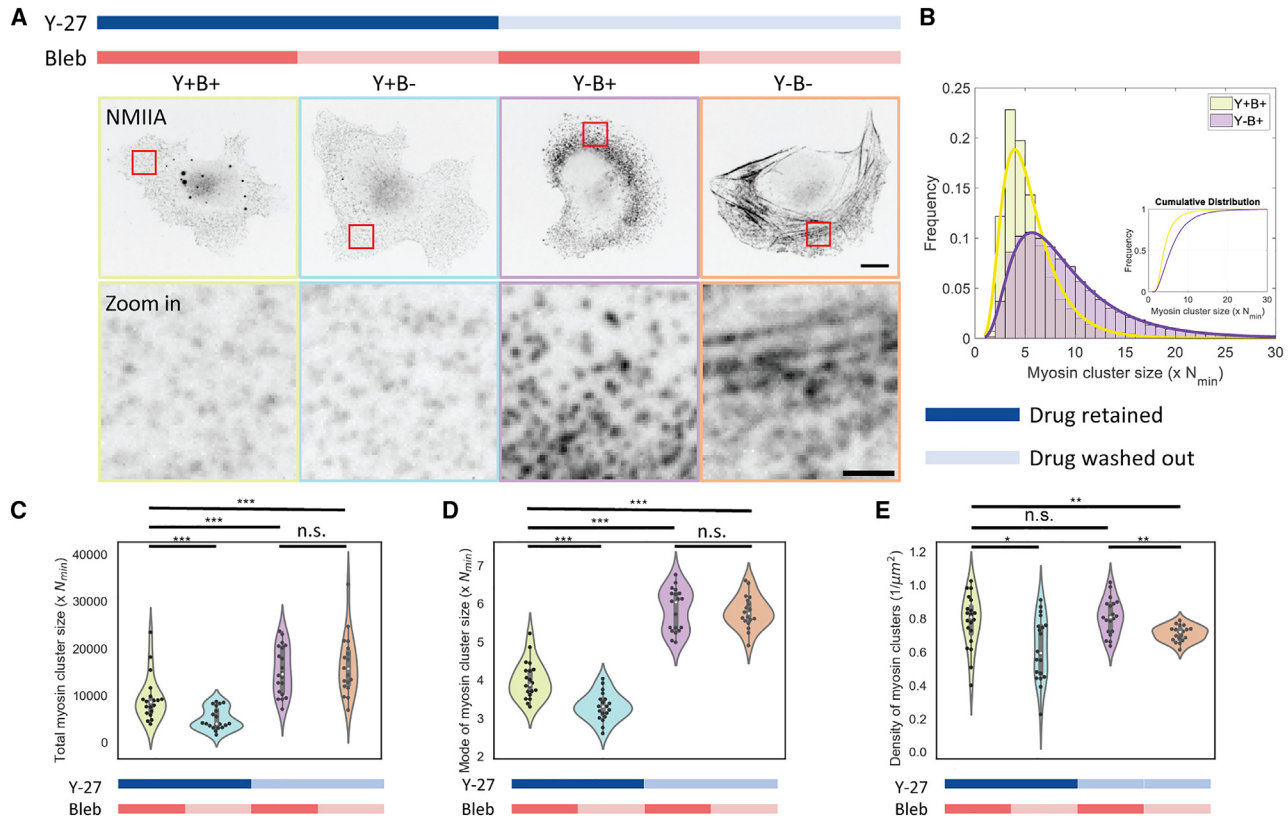 A
Y-27
Bleb
Y+B+ Y+B- Y-B+ Y-B-
NMIIA
Zoom in
B
0.25
0.2
0.15
0.1
0.05
0
Frequency
Y+B+
Y-B+
Cumulative Distribution
1
0.5
0
Frequency
0 10 20 30
Myosin cluster size (x Nmin)
0 5 10 15 20 25 30
Myosin cluster size (x Nmin)
Drug retained
Drug washed out
C
***
***
***
n.s.
40000
30000
20000
10000
0
Total myosin cluster size (x Nmin)
Y-27
Bleb
D
***
***
***
n.s.
7
6
5
4
3
2
Mode of myosin cluster size (x Nmin)
Y-27
Bleb
E
**
n.s.
*
**
1.2
1.0
0.8
0.6
0.4
0.2
0.0
Density of myosin clusters (1/μm²)
Y-27
Bleb